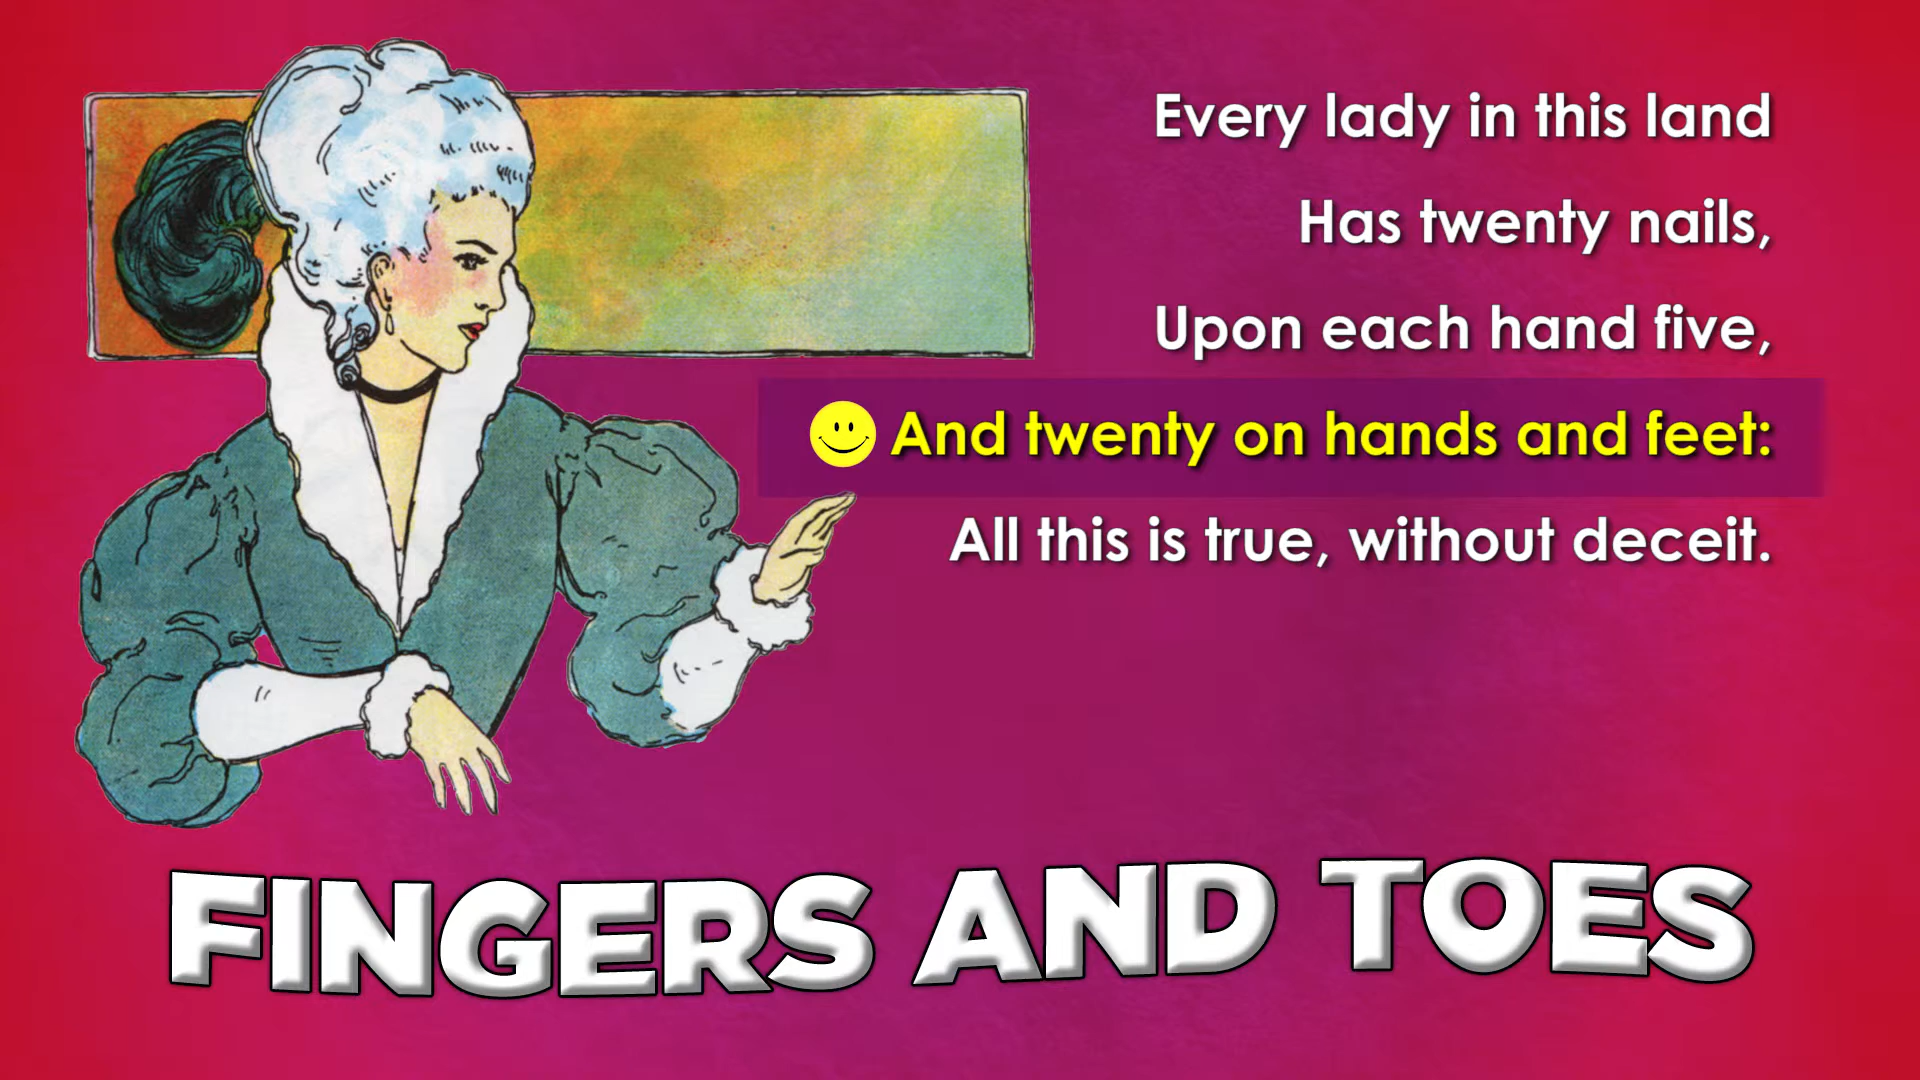 Every lady in this land
Has twenty nails,
Upon each hand five,
And twenty on hands and feet:
All this is true, without deceit.
FINGERS AND TOES